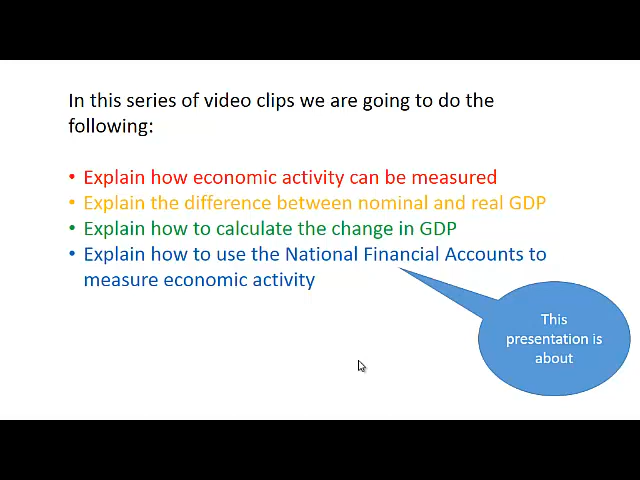 In this series of video clips we are going to do the
following:
• Explain how economic activity can be measured
• Explain the difference between nominal and real GDP
• Explain how to calculate the change in GDP
• Explain how to use the National Financial Accounts to
measure economic activity
This
presentation is
about